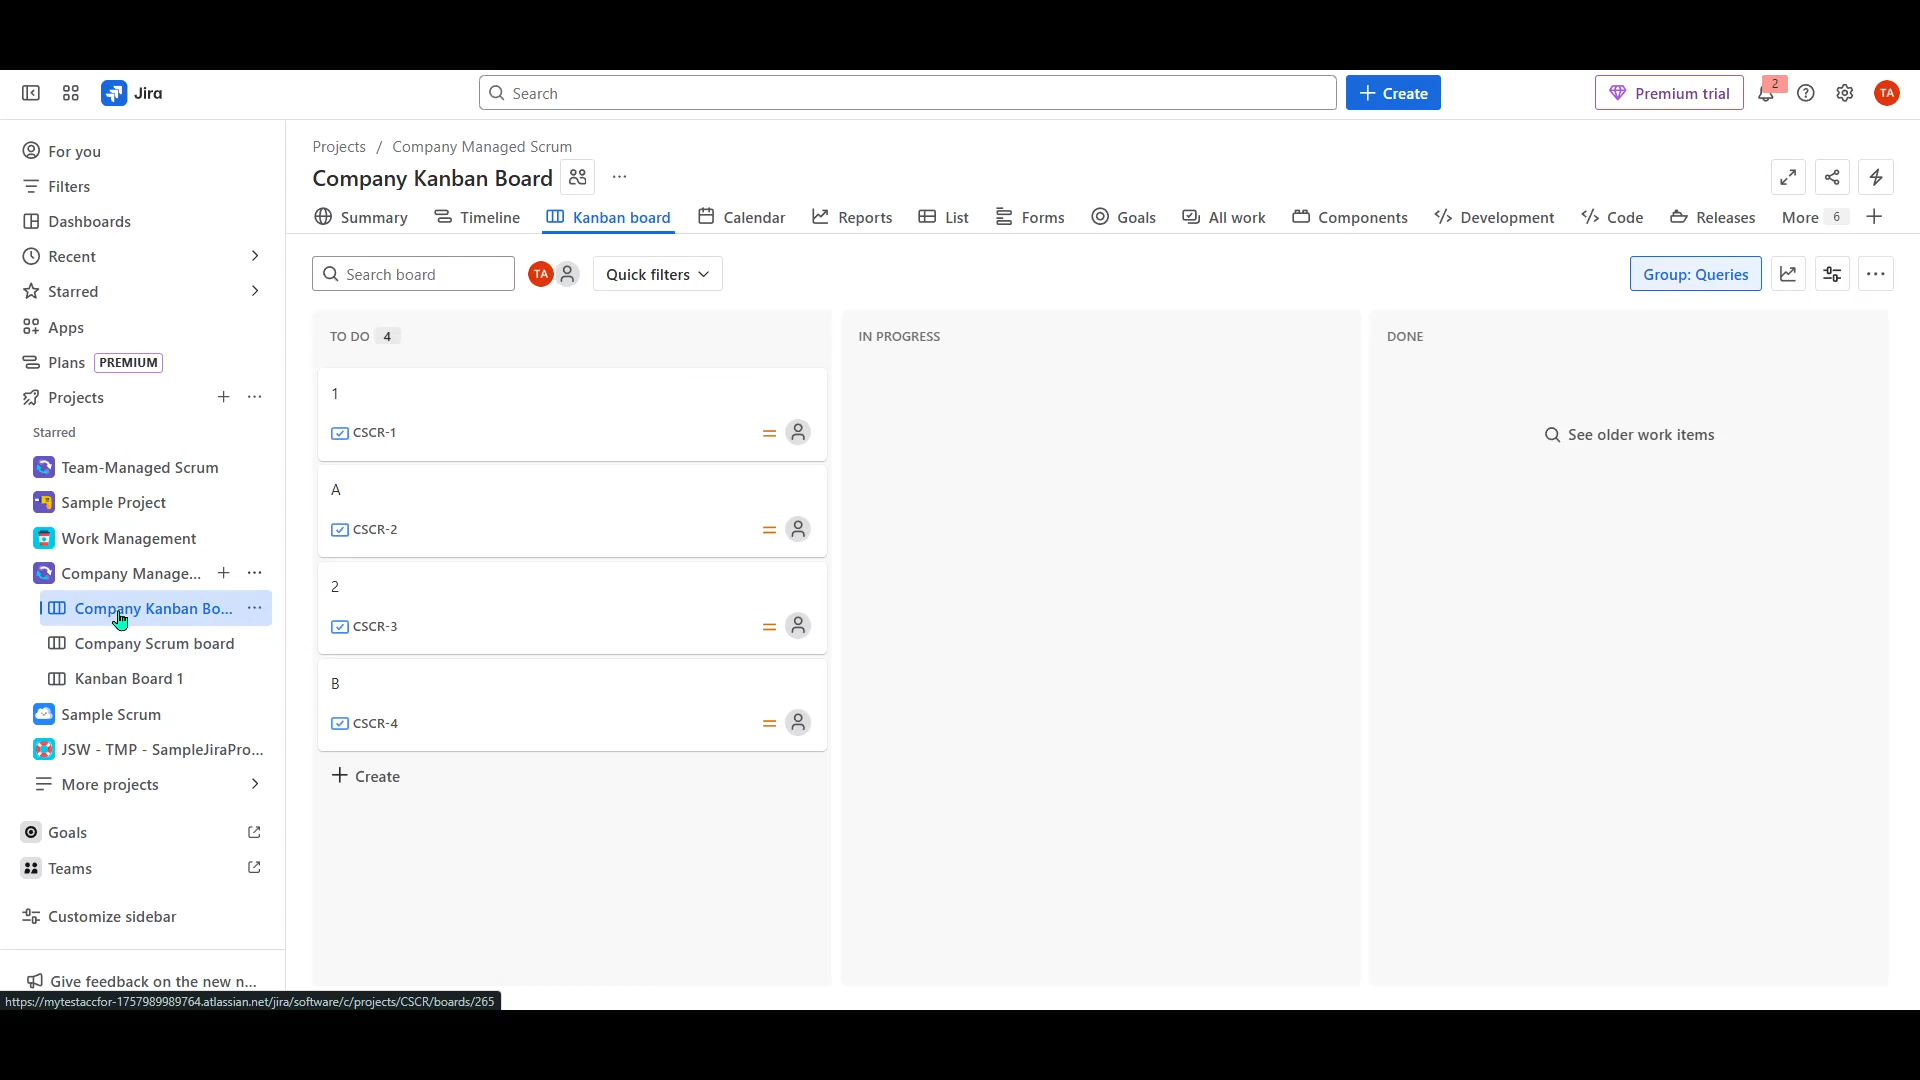 Jira
Search
Create
Premium trial
2
TA
For you
Filters
Dashboards
Recent
Starred
Apps
Plans PREMIUM
Projects
Starred
Team-Managed Scrum
Sample Project
Work Management
Company Manage...
Company Kanban Bo...
Company Scrum board
Kanban Board 1
Sample Scrum
JSW - TMP - SampleJiraPro...
More projects
Goals
Teams
Customize sidebar
Give feedback on the new n...
https://mytestaccfor-1757989989764.atlassian.net/jira/software/c/projects/CSCR/boards/265
Projects / Company Managed Scrum
Company Kanban Board
Summary Timeline Kanban board Calendar Reports List Forms Goals All work Components Development Code Releases More 6
Search board
TA
Quick filters
Group: Queries
TO DO 4
1
CSCR-1
A
CSCR-2
2
CSCR-3
B
CSCR-4
Create
IN PROGRESS
DONE
See older work items